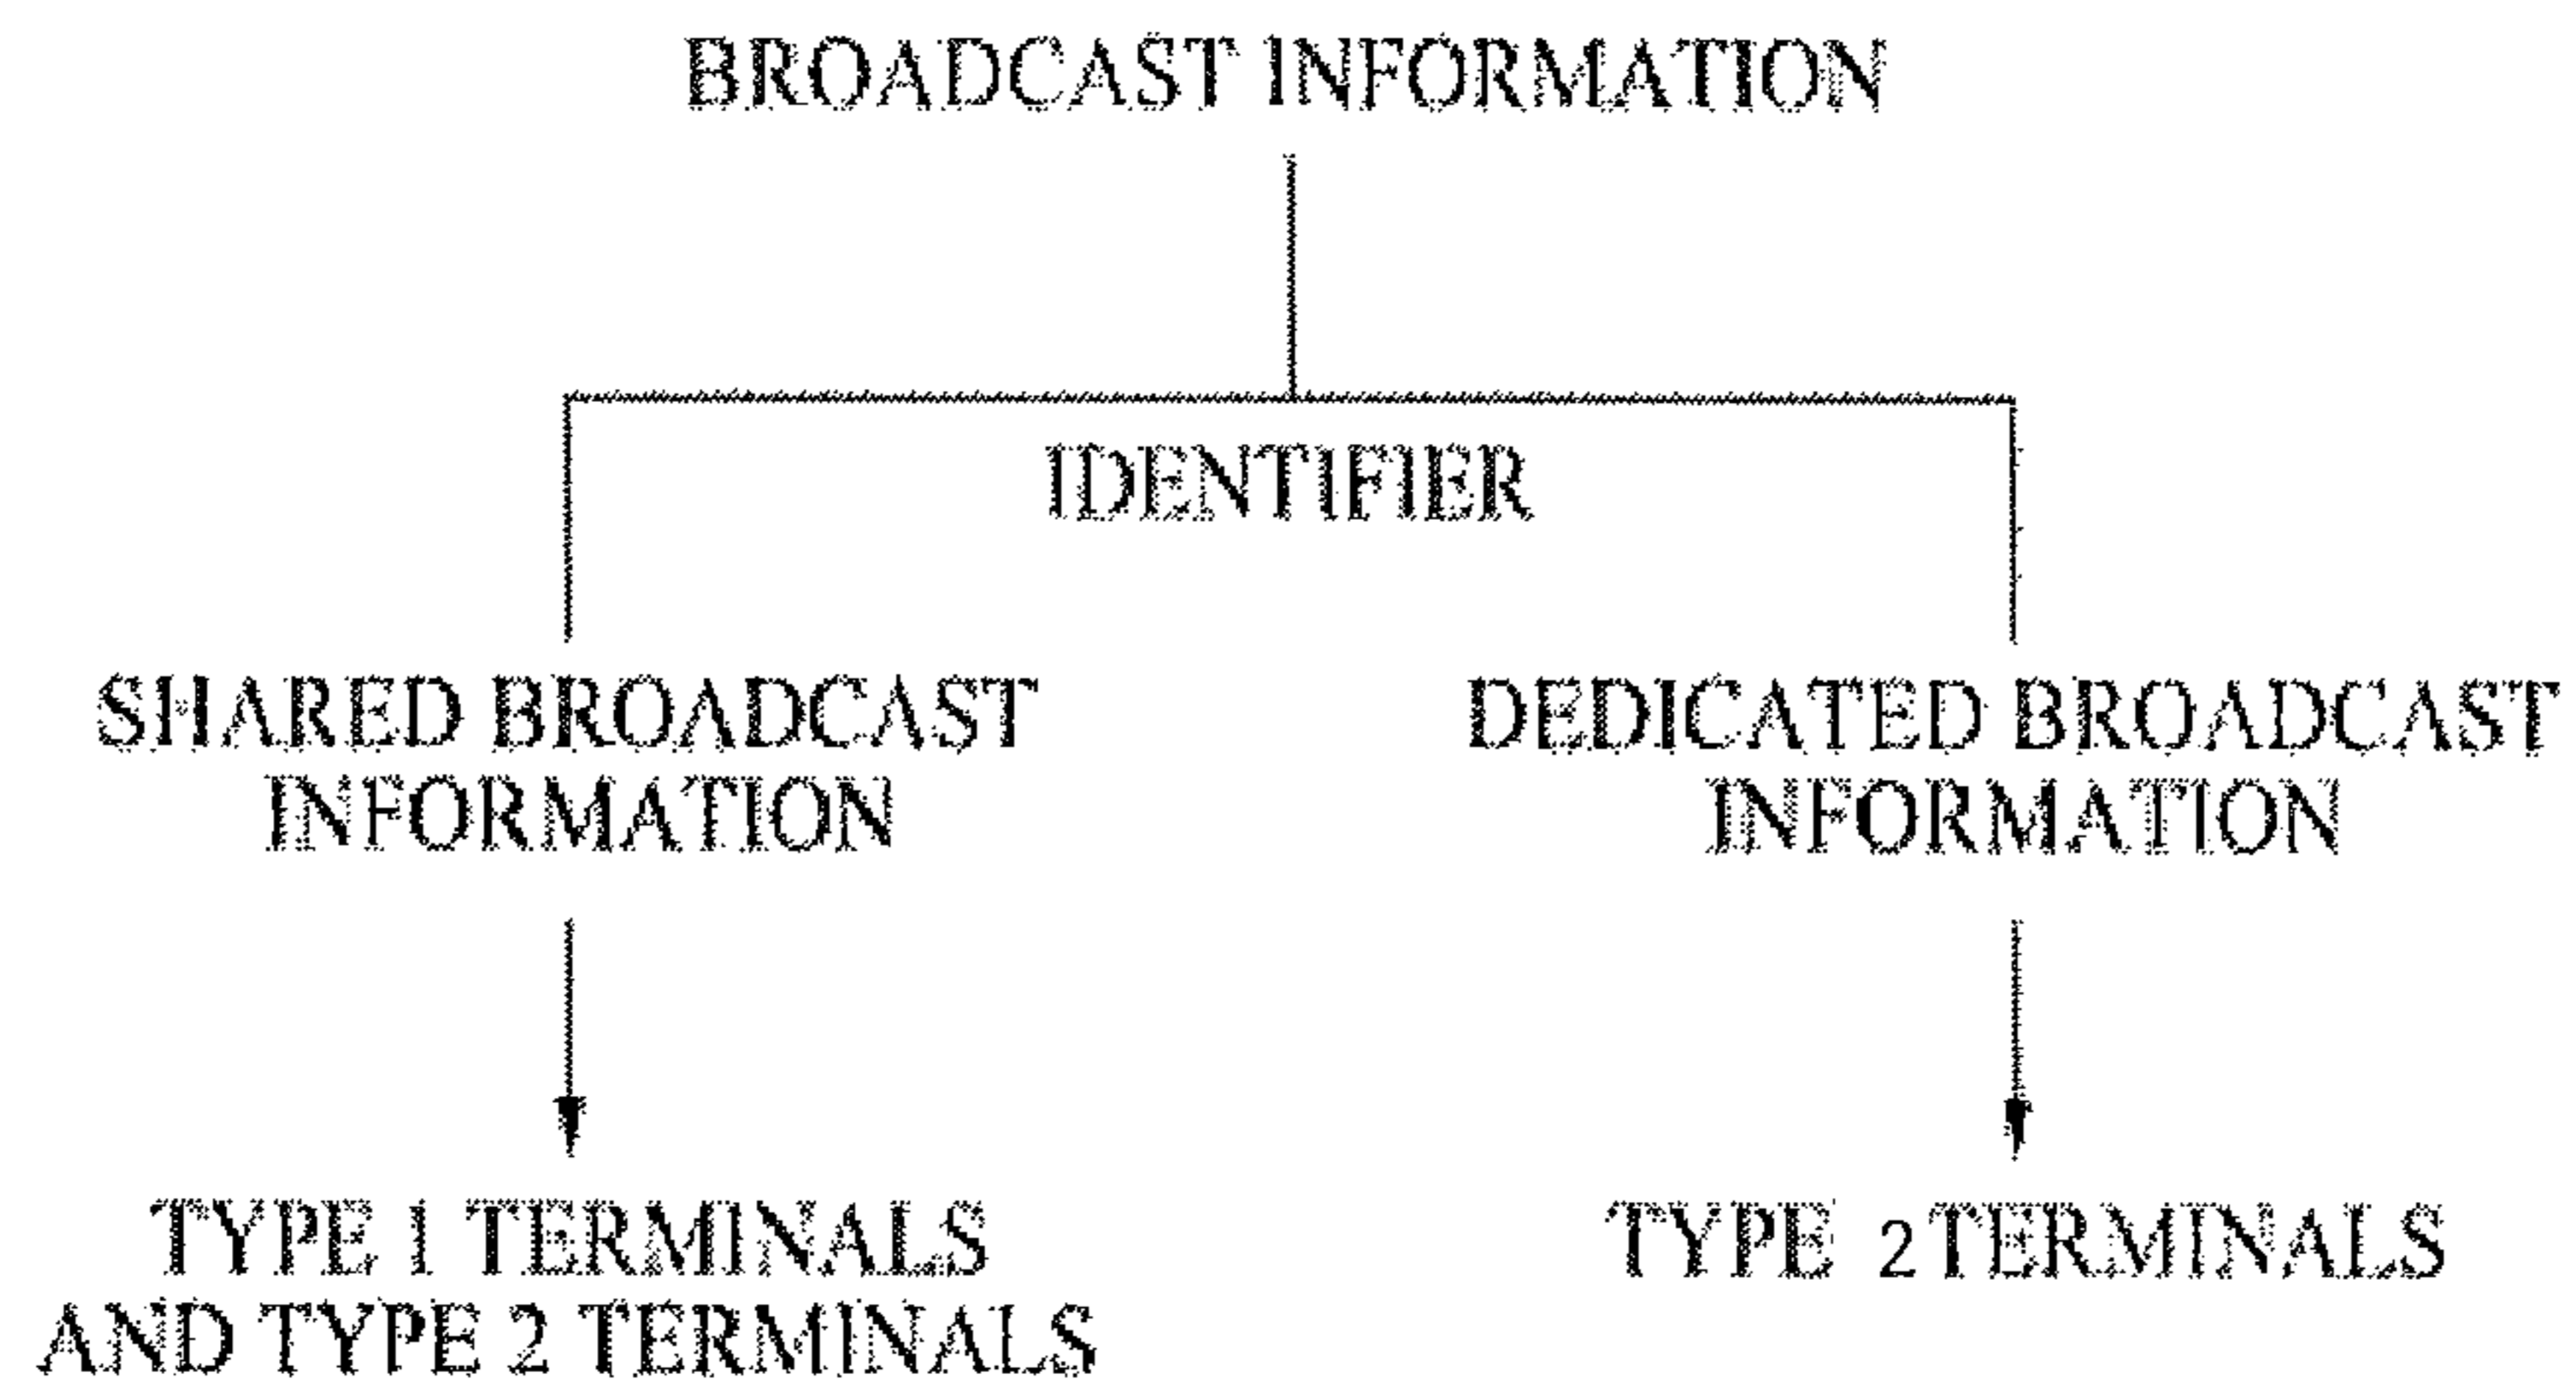 BROADCAST INFORMATION
IDENTIFIER
SHARED BROADCAST
INFORMATION
DEDICATED BROADCAST
INFORMATION
TYPE 1 TERMINALS
AND TYPE 2 TERMINALS
TYPE 2 TERMINALS